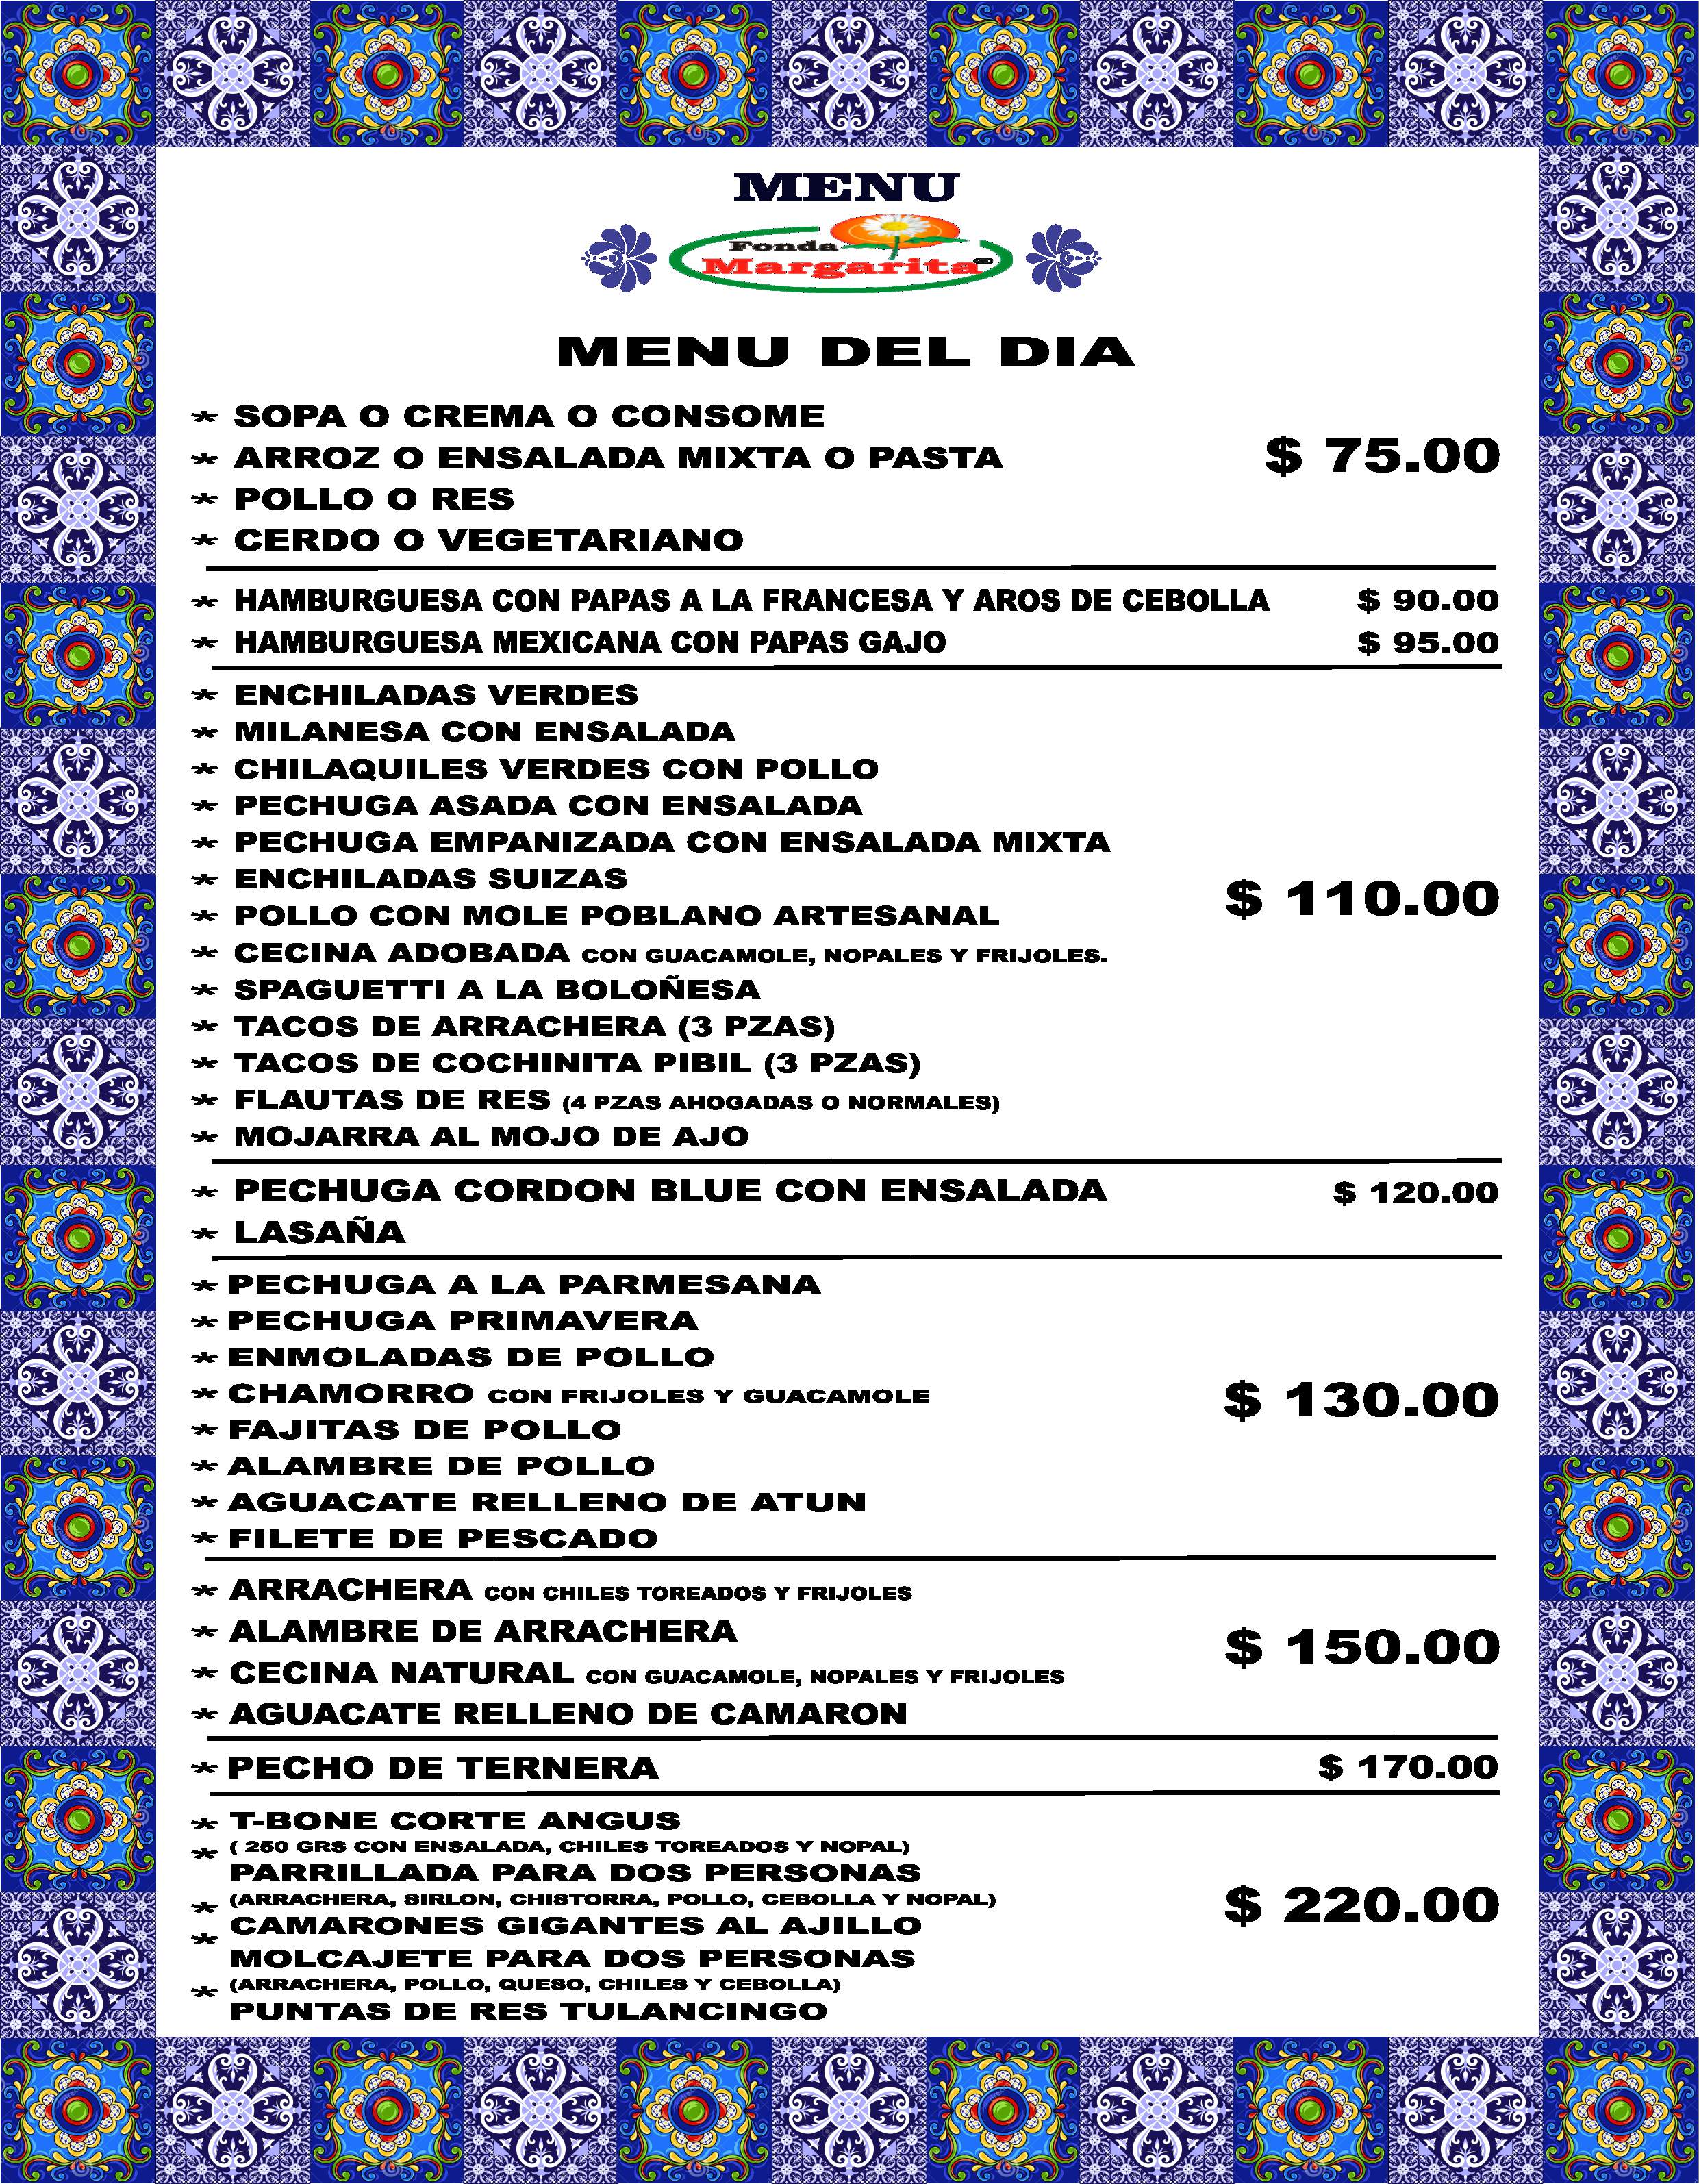 MENU
Fonda
Margarita®
MENU DEL DIA
* SOPA O CREMA O CONSOME
* ARROZ O ENSALADA MIXTA O PASTA
$ 75.00
* POLLO O RES
* CERDO O VEGETARIANO
* HAMBURGUESA CON PAPAS A LA FRANCESA Y AROS DE CEBOLLA $ 90.00
* HAMBURGUESA MEXICANA CON PAPAS GAJO $ 95.00
* ENCHILADAS VERDES
* MILANESA CON ENSALADA
* CHILAQUILES VERDES CON POLLO
* PECHUGA ASADA CON ENSALADA
* PECHUGA EMPANIZADA CON ENSALADA MIXTA
* ENCHILADAS SUIZAS
$ 110.00
* POLLO CON MOLE POBLANO ARTESANAL
* CECINA ADOBADA CON GUACAMOLE, NOPALES Y FRIJOLES.
* SPAGUETTI A LA BOLOÑESA
* TACOS DE ARRACHERA (3 PZAS)
* TACOS DE COCHINITA PIBIL (3 PZAS)
* FLAUTAS DE RES (4 PZAS AHOGADAS O NORMALES)
* MOJARRA AL MOJO DE AJO
* PECHUGA CORDON BLUE CON ENSALADA $ 120.00
* LASAÑA
* PECHUGA A LA PARMESANA
* PECHUGA PRIMAVERA
* ENMOLADAS DE POLLO
* CHAMORRO CON FRIJOLES Y GUACAMOLE
$ 130.00
* FAJITAS DE POLLO
* ALAMBRE DE POLLO
* AGUACATE RELLENO DE ATUN
* FILETE DE PESCADO
* ARRACHERA CON CHILES TOREADOS Y FRIJOLES
* ALAMBRE DE ARRACHERA
$ 150.00
* CECINA NATURAL CON GUACAMOLE, NOPALES Y FRIJOLES
* AGUACATE RELLENO DE CAMARON
* PECHO DE TERNERA $ 170.00
* T-BONE CORTE ANGUS
* ( 250 GRS CON ENSALADA, CHILES TOREADOS Y NOPAL)
PARRILLADA PARA DOS PERSONAS
* (ARRACHERA, SIRLON, CHISTORRA, POLLO, CEBOLLA Y NOPAL)
$ 220.00
* CAMARONES GIGANTES AL AJILLO
MOLCAJETE PARA DOS PERSONAS
* (ARRACHERA, POLLO, QUESO, CHILES Y CEBOLLA)
PUNTAS DE RES TULANCINGO